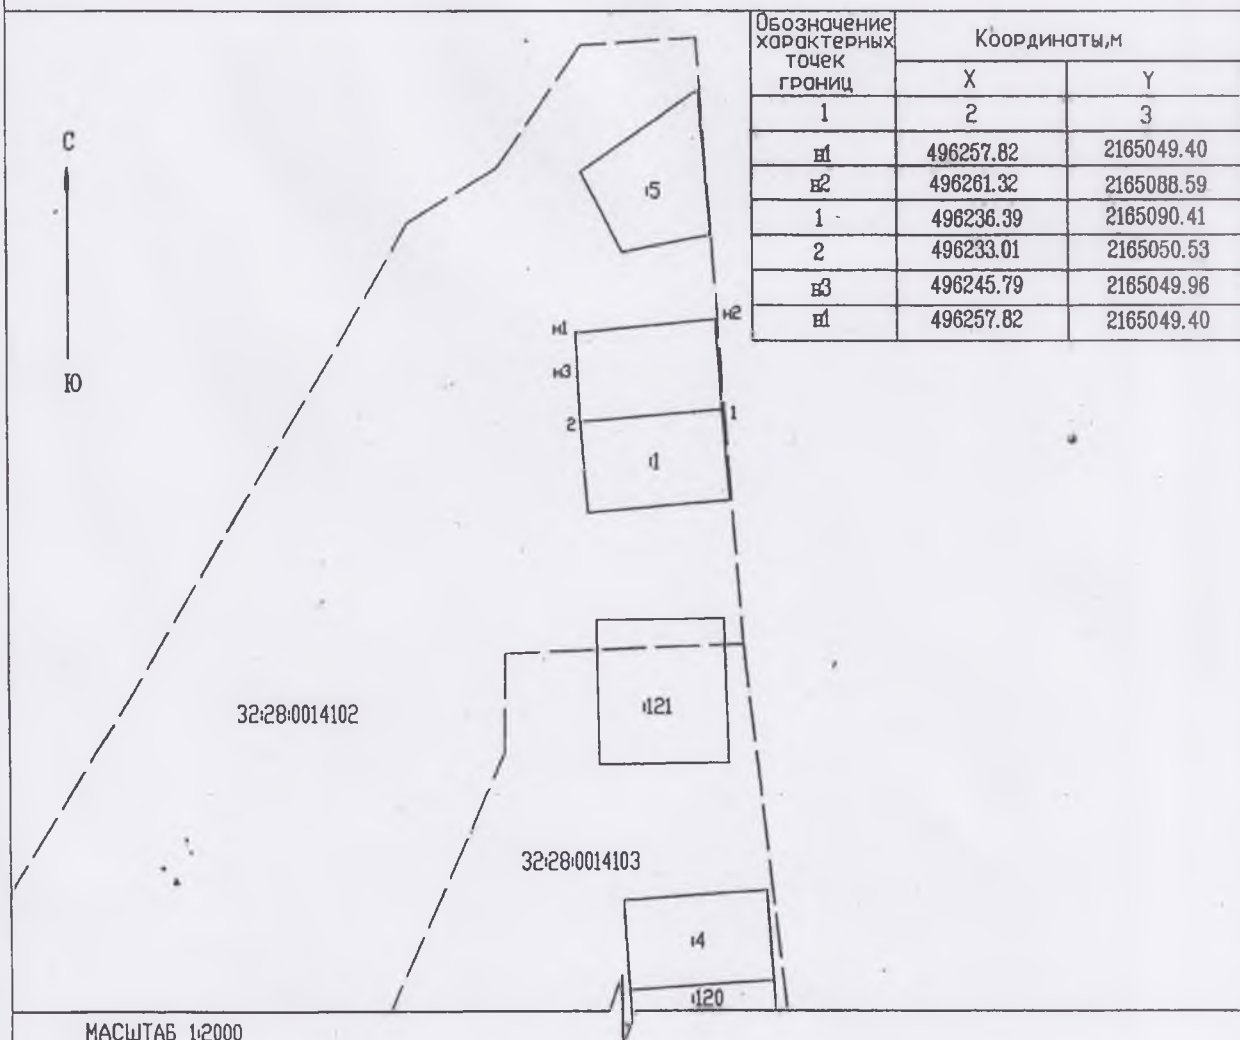 Обозначение характерных точек границ
Координаты,м
X Y
1 2 3
н1 496257.82 2165049.40
н2 496261.32 2165088.59
1 496236.39 2165090.41
2 496233.01 2165050.53
н3 496245.79 2165049.96
н1 496257.82 2165049.40
С
Ю
:5
н1
н2
н3
2
1
:1
:121
32:28:0014102
32:28:0014103
:4
:120
МАСШТАБ 1:2000